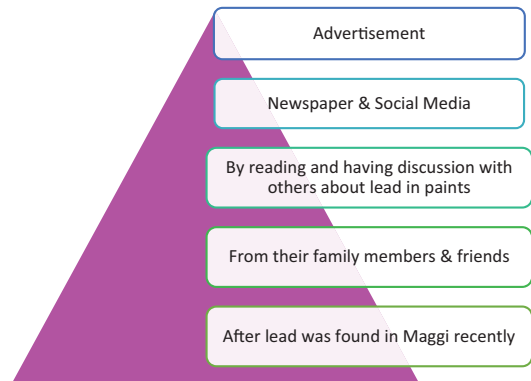 Advertisement
Newspaper & Social Media
By reading and having discussion with
others about lead in paints
From their family members & friends
After lead was found in Maggi recently